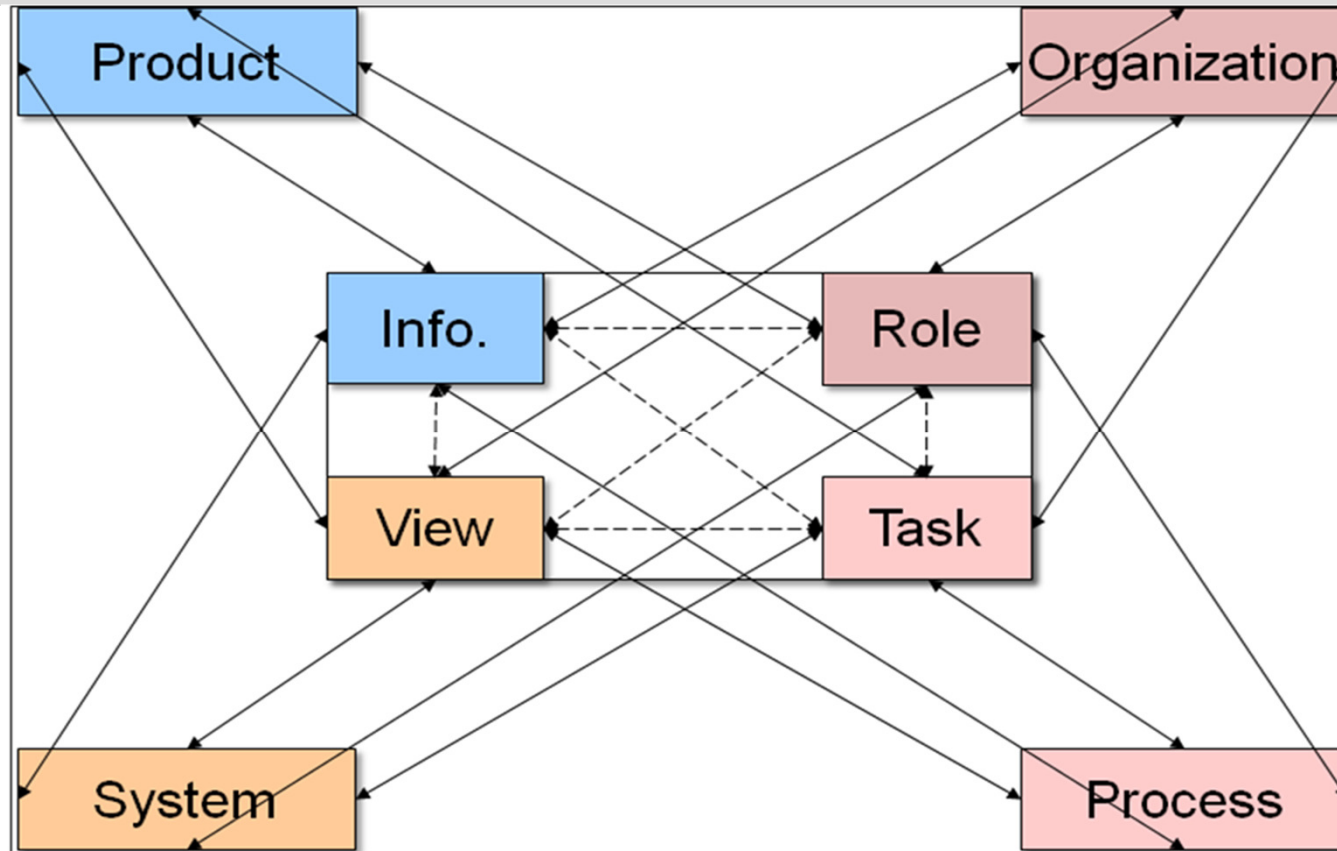 Product
Organization
Info.
Role
View
Task
System
Process